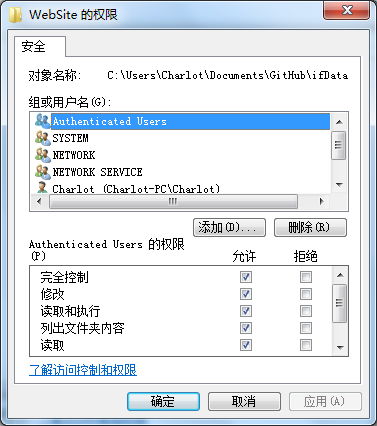 WebSite 的权限
安全
对象名称: C:\Users\Charlot\Documents\GitHub\ifData
组或用户名(G):
Authenticated Users
SYSTEM
NETWORK
NETWORK SERVICE
Charlot (Charlot-PC\Charlot)
添加(D)... 删除(R)
Authenticated Users 的权限
(P) 允许 拒绝
完全控制
修改
读取和执行
列出文件夹内容
读取
了解访问控制和权限
确定 取消 应用(A)